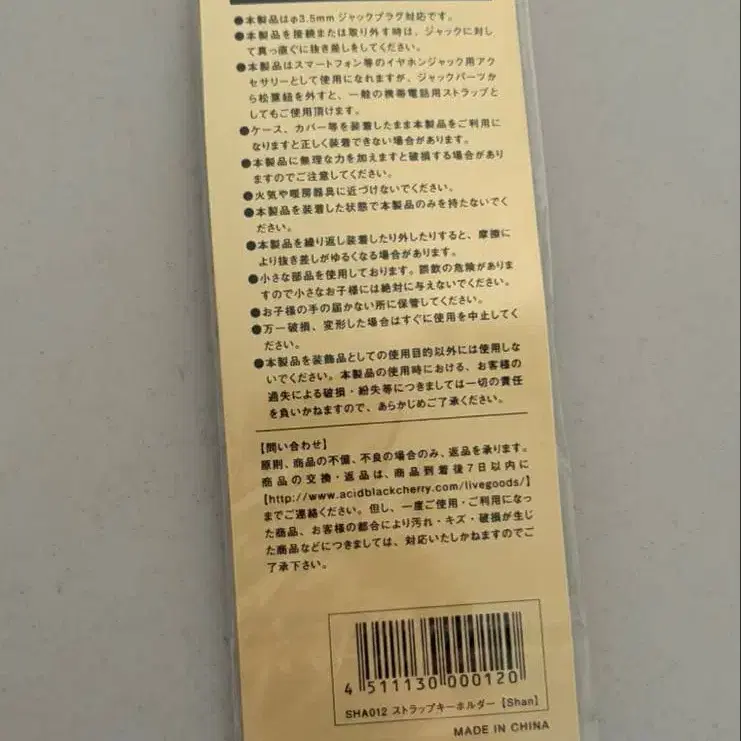 ●本製品はφ3.5mm ジャックプラグ対応です。
●本製品を接続または取り外す時は、ジャックに対し
て真っ直ぐに抜き差しをしてください。
●本製品はスマートフォン等のイヤホンジャック用アク
セサリーとして使用になれますが、ジャックパーツか
ら松葉紐を外すと、一般の携帯電話用ストラップと
してもご使用頂けます。
●ケース、カバー等を装着したまま本製品をご利用に
なりますと正しく装着できない場合があります。
●本製品に無理な力を加えますと破損する場合があり
ますのでご注意してください。
●火気や暖房器具に近づけないでください。
●本製品を装着した状態で本製品のみを持たないでく
ださい。
●本製品を繰り返し装着したり外したりすると、摩擦に
より抜き差しがゆるくなる場合があります。
●小さな部品を使用しております。誤飲の危険がありま
すので小さなお子様には絶対に与えないでください。
●お子様の手の届かない所に保管してください。
●万一破損、変形した場合はすぐに使用を中止してく
ださい。
●本製品を装飾品としての使用目的以外には使用しな
いでください。本製品の使用時における、お客様の
過失による破損・紛失等につきましては一切の責任
を負いかねますので、あらかじめご了承ください。
【問い合わせ】
原則、商品の不備、不良の場合のみ、返品を承ります。
商品の交換・返品は、商品到着後7日以内に
【http://www.acidblackcherry.com/livegoods/】
までご連絡ください。但し、一度ご使用・ご利用になっ
た商品、お客様の都合により汚れ・キズ・破損が生じ
た商品などにつきましては、対応いたしかねますのでご
了承下さい。
4 511130 000120
SHA012 ストラップキーホルダー【Shan】
MADE IN CHINA